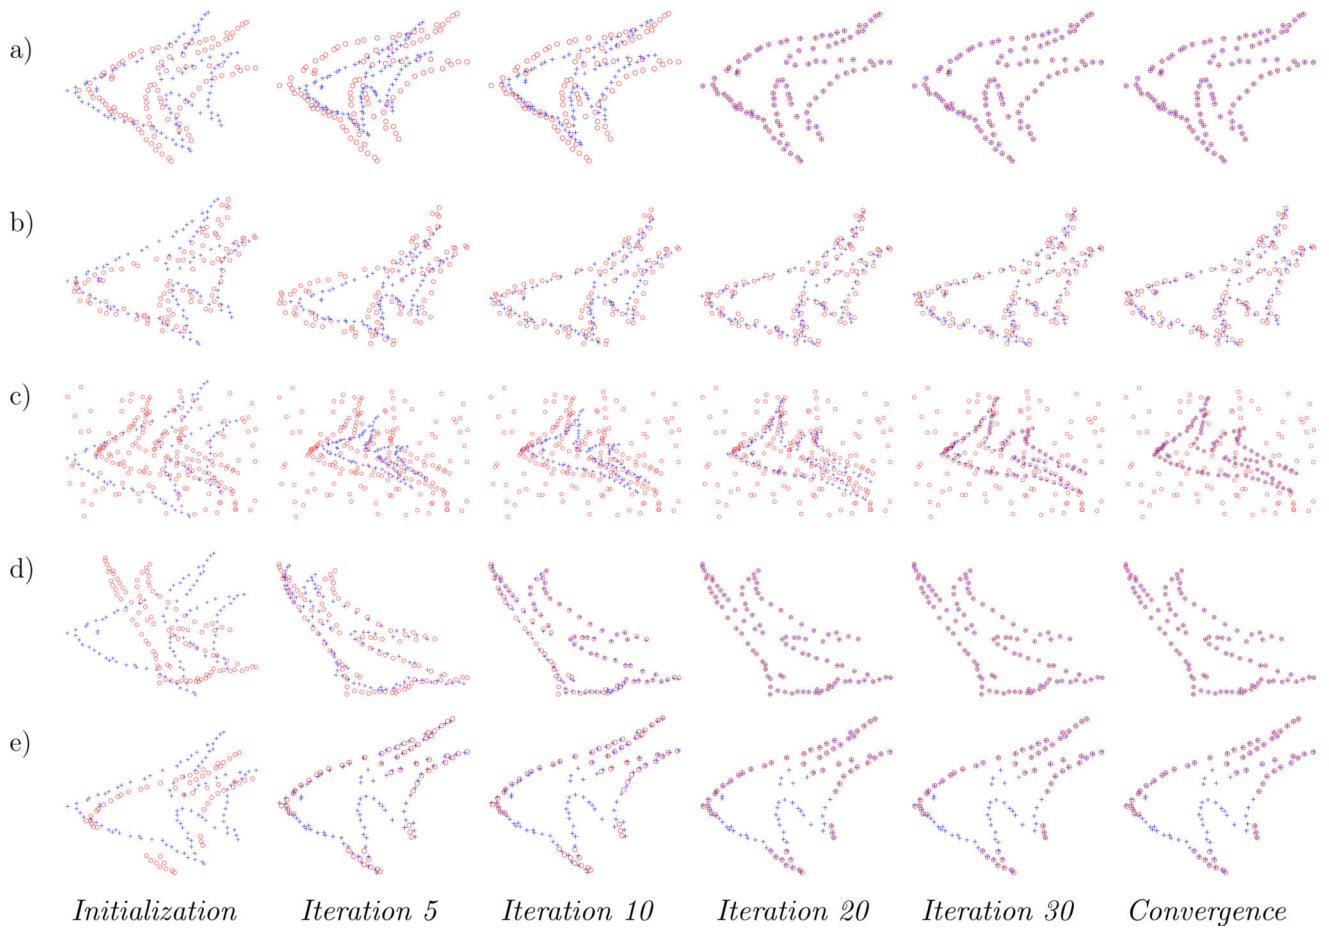 a)
b)
c)
d)
e)
Initialization Iteration 5 Iteration 10 Iteration 20 Iteration 30 Convergence